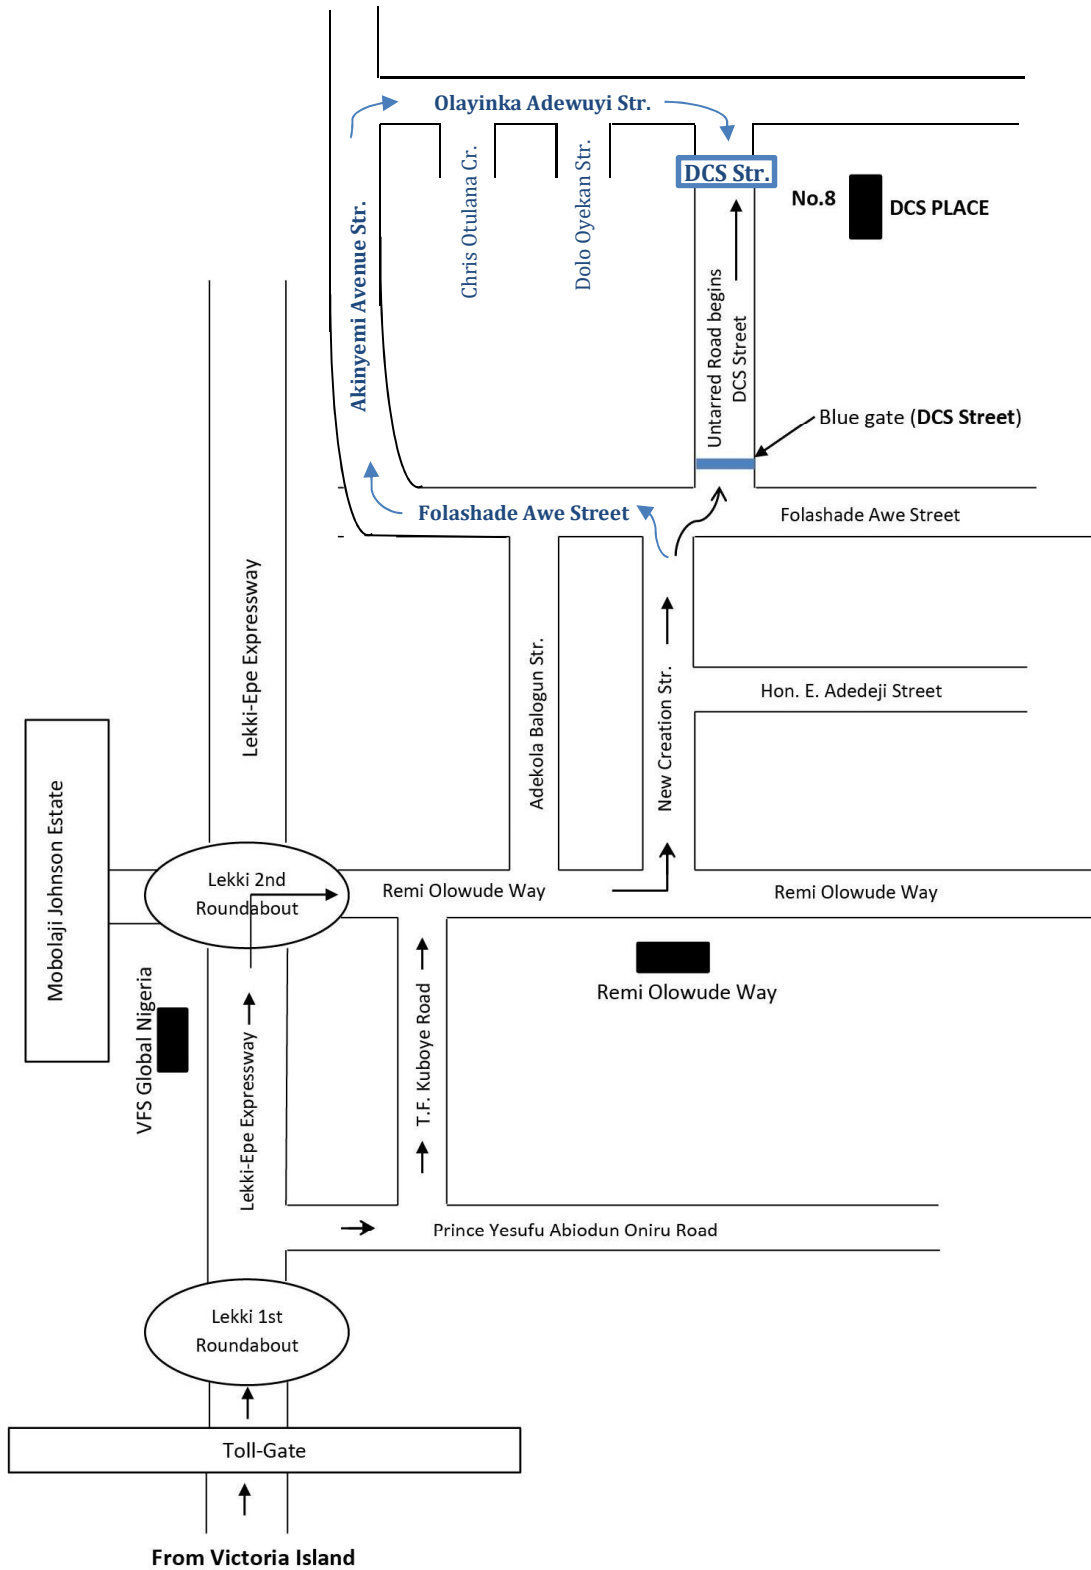 Olayinka Adewuyi Str.
Chris Otulana Cr.
Dolo Oyekan Str.
DCS Str.
No.8
DCS PLACE
Akinyemi Avenue Str.
Untarred Road begins
DCS Street
Blue gate (DCS Street)
Folashade Awe Street
Folashade Awe Street
Lekki-Epe Expressway
Adekola Balogun Str.
New Creation Str.
Hon. E. Adedeji Street
Mobolaji Johnson Estate
Lekki 2nd
Roundabout
Remi Olowude Way
Remi Olowude Way
Remi Olowude Way
VFS Global Nigeria
Lekki-Epe Expressway
T.F. Kuboye Road
Prince Yesufu Abiodun Oniru Road
Lekki 1st
Roundabout
Toll-Gate
From Victoria Island